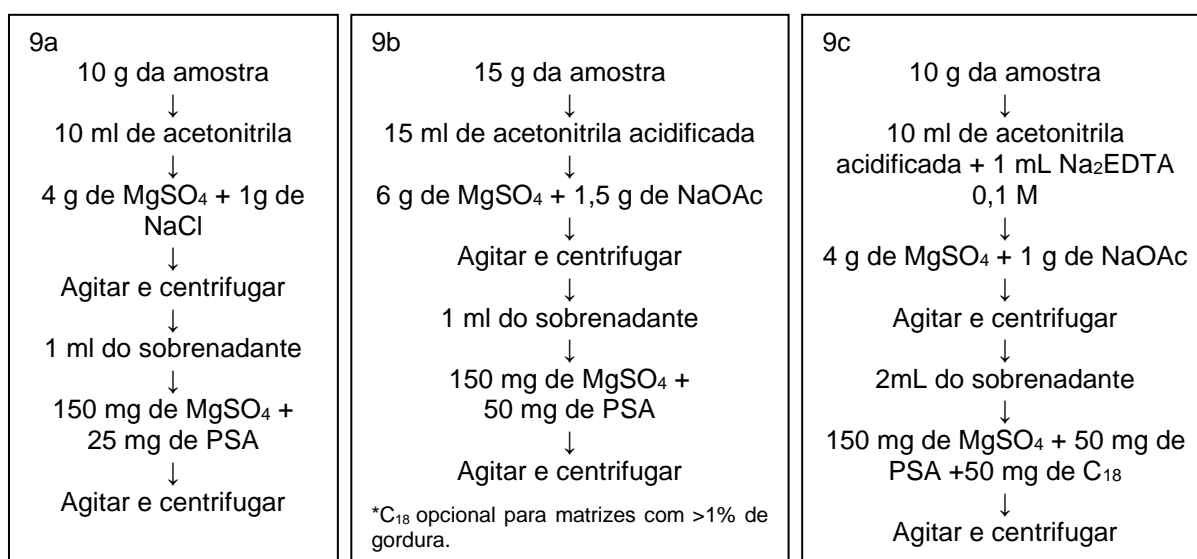 9a
10 g da amostra
↓
10 ml de acetonitrila
↓
4 g de MgSO₄ + 1g de
NaCl
↓
Agitar e centrifugar
↓
1 ml do sobrenadante
↓
150 mg de MgSO₄ +
25 mg de PSA
↓
Agitar e centrifugar
9b
15 g da amostra
↓
15 ml de acetonitrila acidificada
↓
6 g de MgSO₄ + 1,5 g de NaOAc
↓
Agitar e centrifugar
↓
1 ml do sobrenadante
↓
150 mg de MgSO₄ +
50 mg de PSA
↓
Agitar e centrifugar
*C₁₈ opcional para matrizes com >1% de
gordura.
9c
10 g da amostra
↓
10 ml de acetonitrila
acidificada + 1 mL Na₂EDTA
0,1 M
↓
4 g de MgSO₄ + 1 g de NaOAc
↓
Agitar e centrifugar
↓
2mL do sobrenadante
↓
150 mg de MgSO₄ + 50 mg de
PSA +50 mg de C₁₈
↓
Agitar e centrifugar